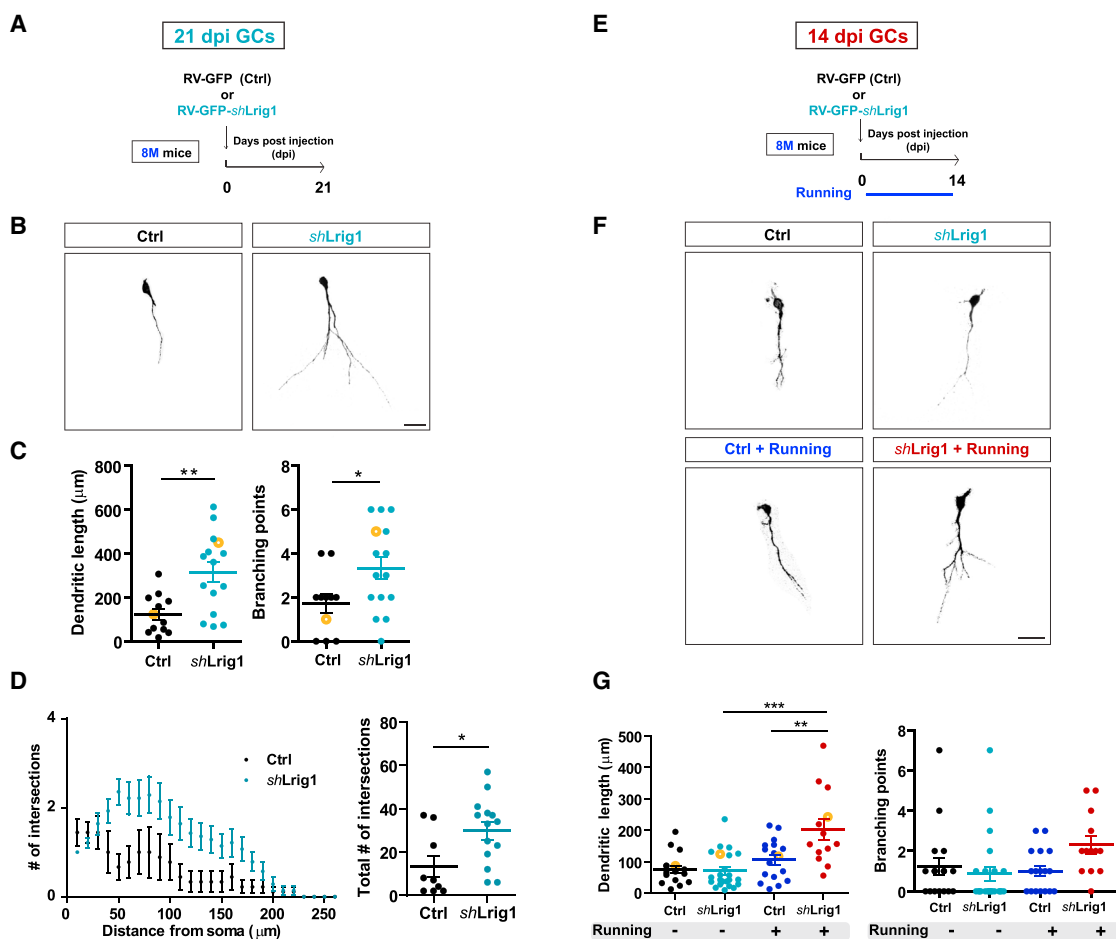 A
21 dpi GCs
RV-GFP (Ctrl)
or
RV-GFP-shLrig1
Days post injection
(dpi)
8M mice
0
21
B
Ctrl
shLrig1
C
Dendritic length (μm)
800
600
400
200
0
**
Ctrl
shLrig1
Branching points
8
6
4
2
0
*
Ctrl
shLrig1
D
# of intersections
4
2
0
Ctrl
shLrig1
0
50
100
150
200
250
Distance from soma (μm)
Total # of intersections
80
60
40
20
0
*
Ctrl
shLrig1
E
14 dpi GCs
RV-GFP (Ctrl)
or
RV-GFP-shLrig1
Days post injection
(dpi)
8M mice
0
14
Running
F
Ctrl
shLrig1
Ctrl + Running
shLrig1 + Running
G
Dendritic length (μm)
500
400
300
200
100
0
***
**
Ctrl
shLrig1
Ctrl
shLrig1
Running
-
-
+
+
Branching points
8
6
4
2
0
Ctrl
shLrig1
Ctrl
shLrig1
Running
-
-
+
+